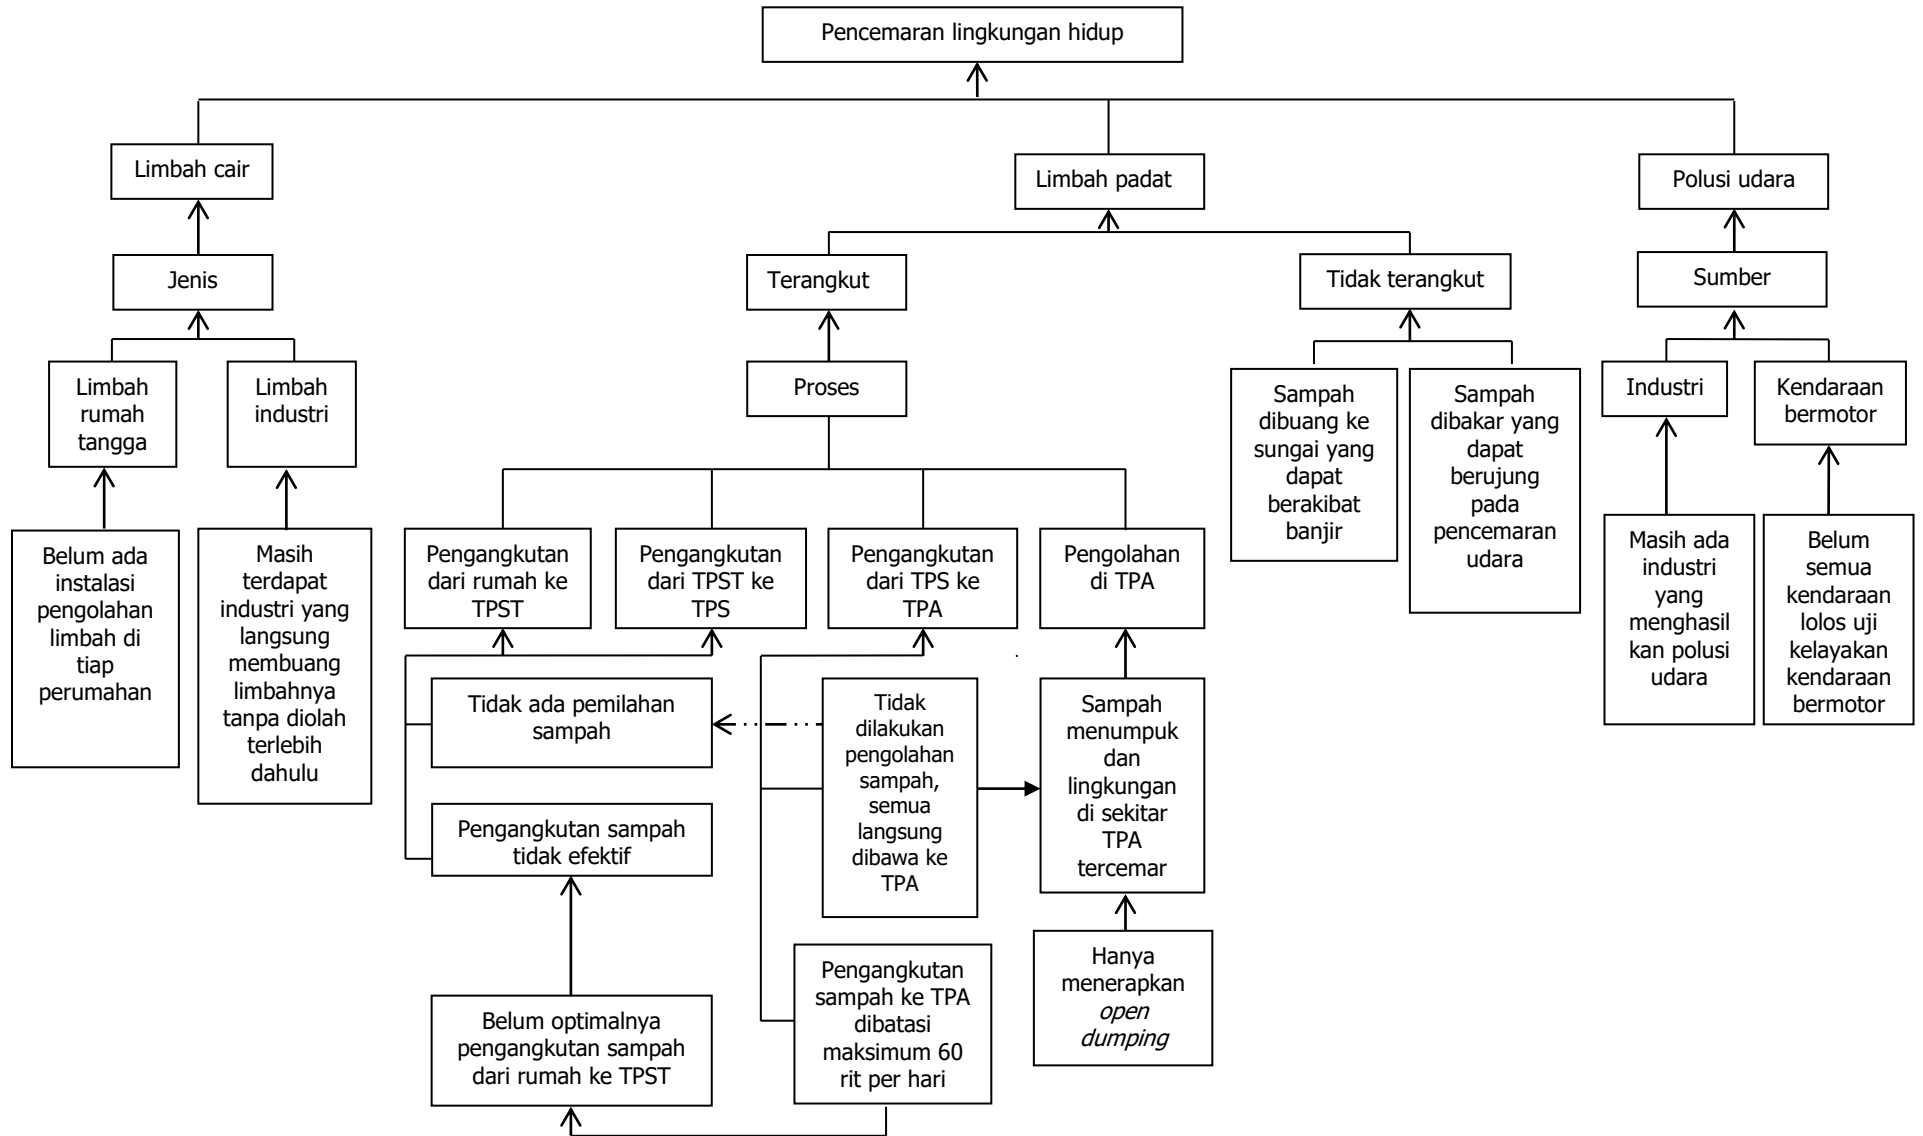 Pencemaran lingkungan hidup
Limbah cair
Limbah padat
Polusi udara
Jenis
Terangkut
Tidak terangkut
Sumber
Limbah
rumah
tangga
Limbah
industri
Proses
Sampah
dibuang ke
sungai yang
dapat
berakibat
banjir
Sampah
dibakar yang
dapat
berujung
pada
pencemaran
udara
Industri
Kendaraan
bermotor
Belum ada
instalasi
pengolahan
limbah di
tiap
perumahan
Masih
terdapat
industri yang
langsung
membuang
limbahnya
tanpa diolah
terlebih
dahulu
Pengangkutan
dari rumah ke
TPST
Pengangkutan
dari TPST ke
TPS
Pengangkutan
dari TPS ke
TPA
Pengolahan
di TPA
Masih ada
industri
yang
menghasil
kan polusi
udara
Belum
semua
kendaraan
lolos uji
kelayakan
kendaraan
bermotor
Tidak ada pemilahan
sampah
Tidak
dilakukan
pengolahan
sampah,
semua
langsung
dibawa ke
TPA
Sampah
menumpuk
dan
lingkungan
di sekitar
TPA
tercemar
Pengangkutan sampah
tidak efektif
Belum optimalnya
pengangkutan sampah
dari rumah ke TPST
Pengangkutan
sampah ke TPA
dibatasi
maksimum 60
rit per hari
Hanya
menerapkan
open
dumping